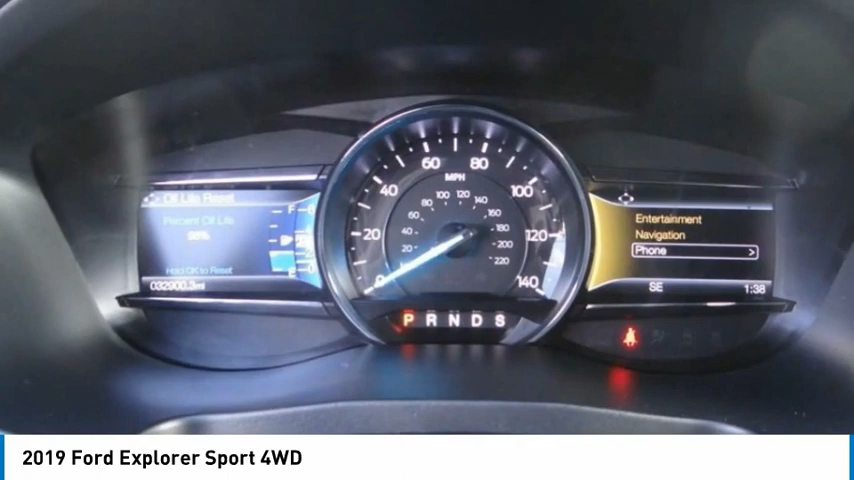 Oil Life Reset
Percent Oil Life
98%
Hold OK to Reset
032900.3mi
F
E
MPH
0 20 40 60 80 100 120 140
20 40 60 80 100 120 140 160 180 200 220
P R N D S
Entertainment
Navigation
Phone >
SE 1:38
2019 Ford Explorer Sport 4WD